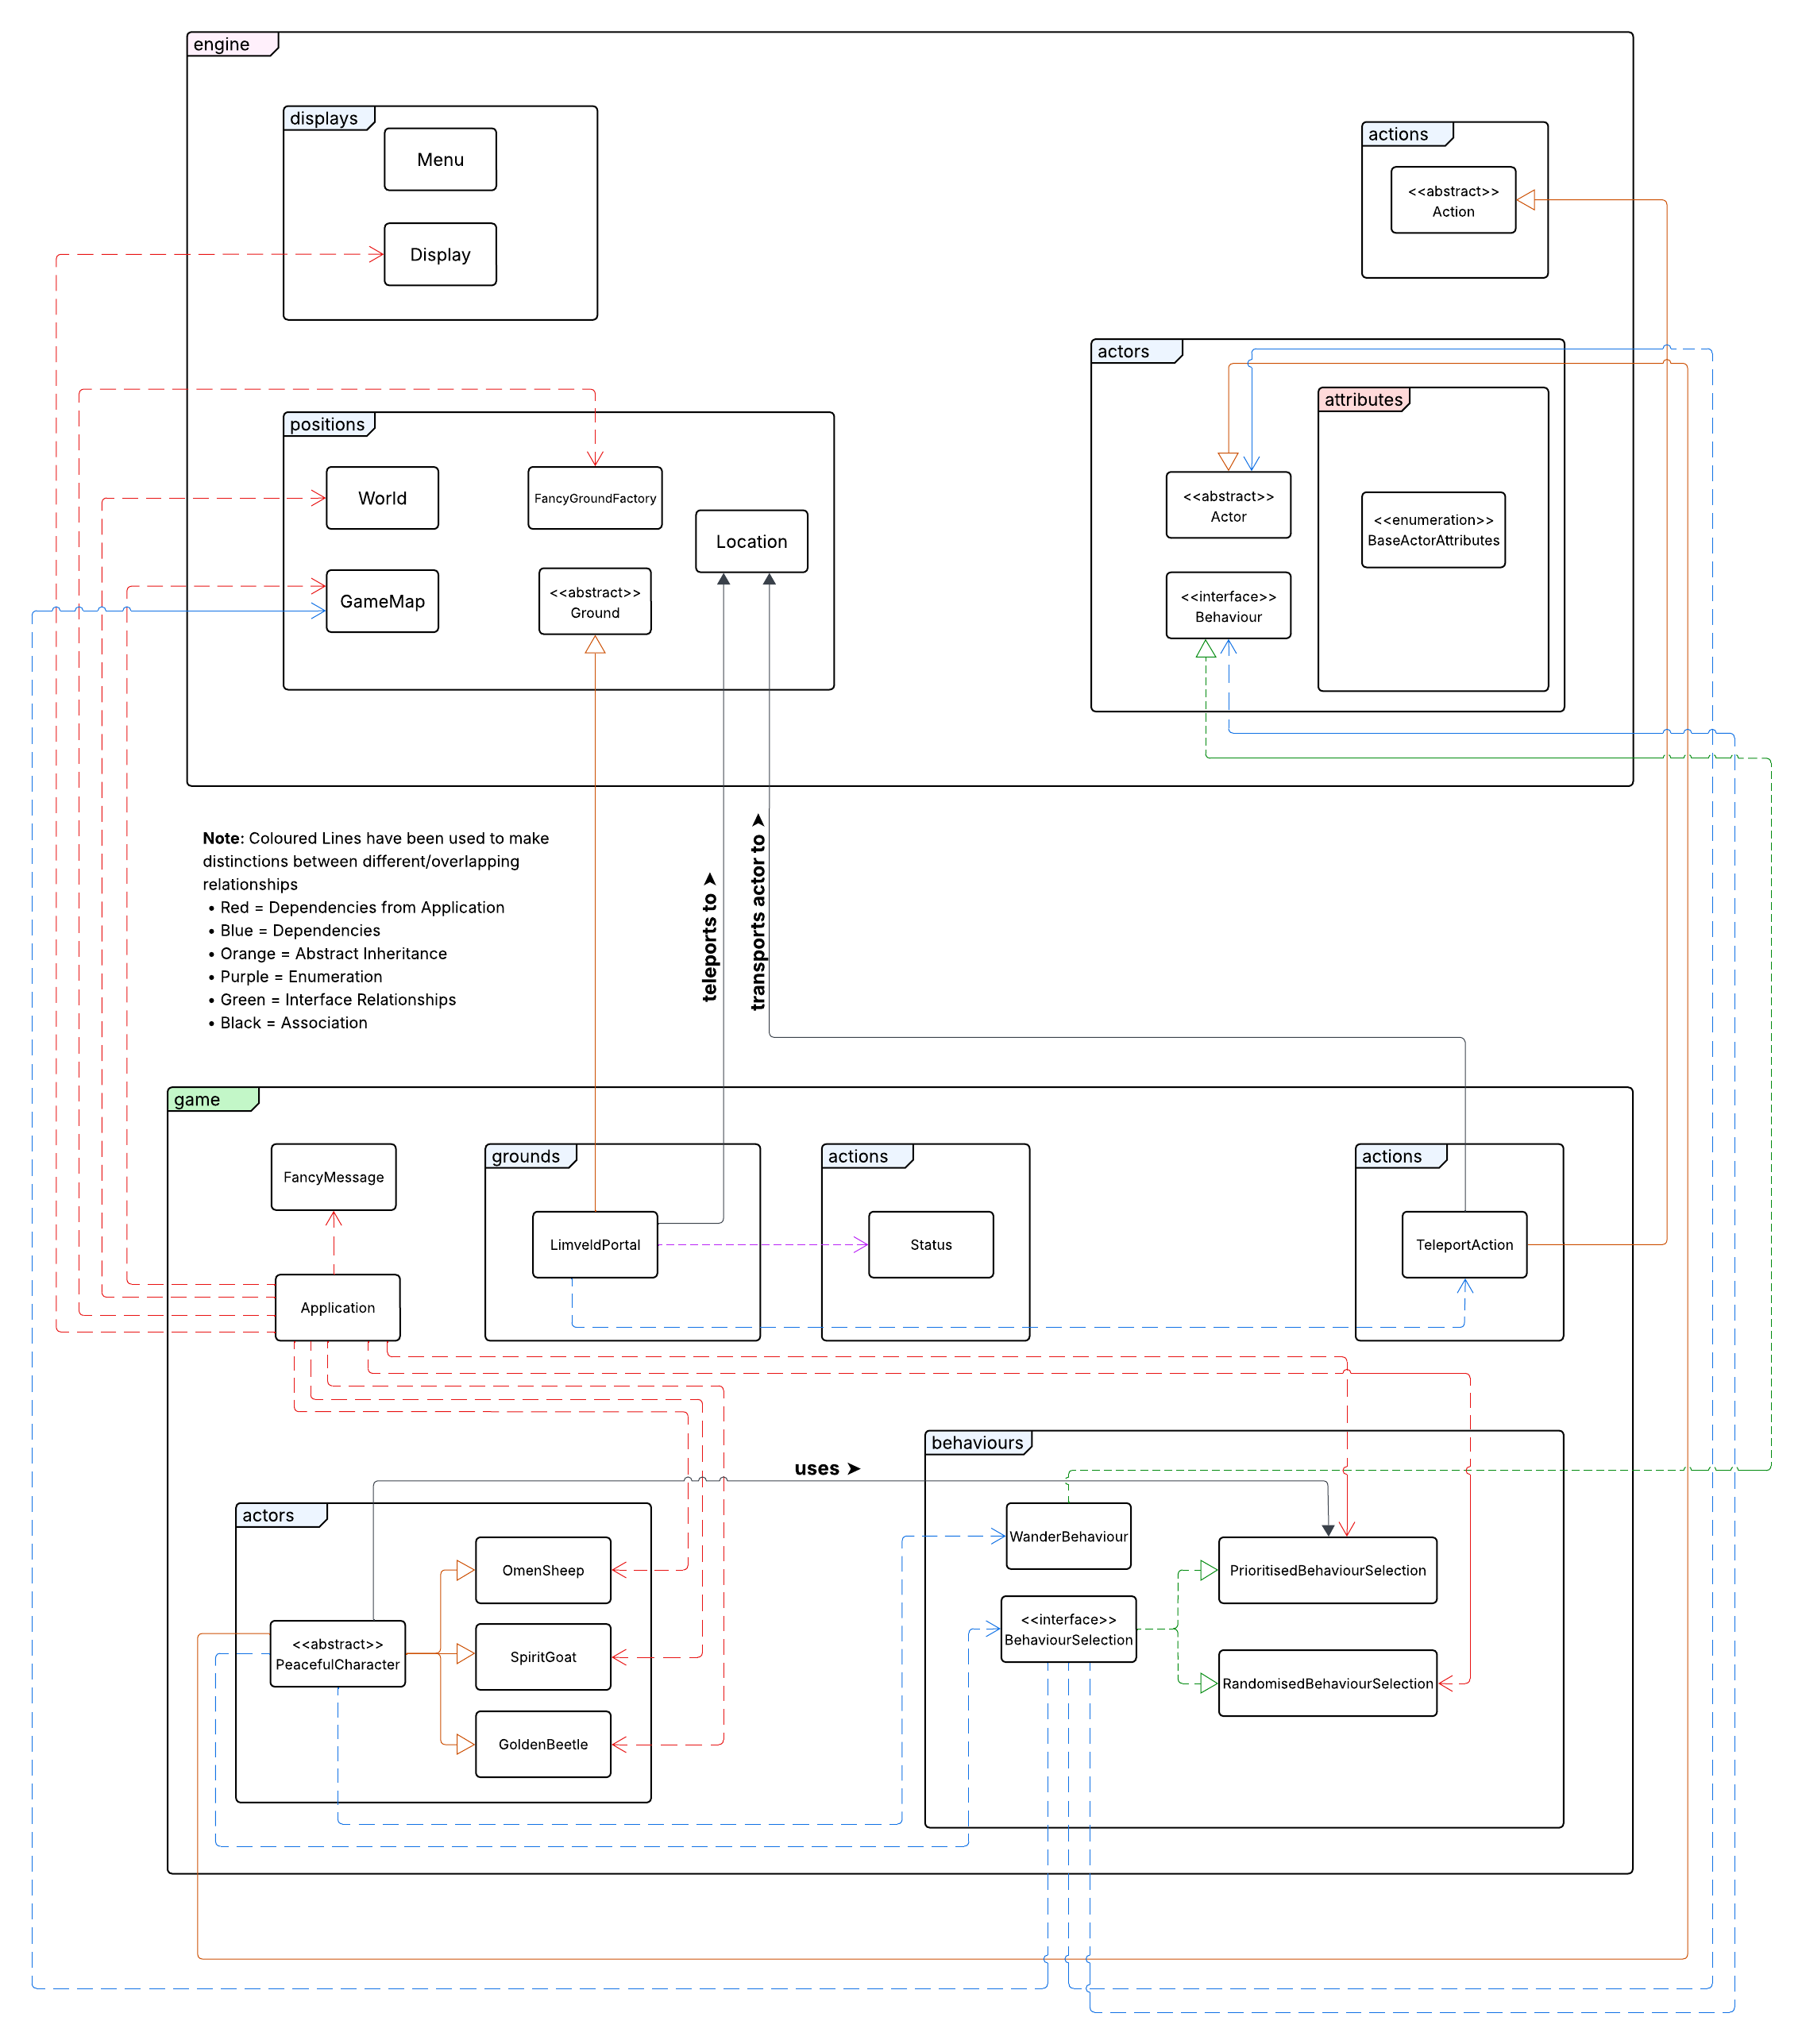 engine
displays
Menu
Display
actions
<<abstract>>
Action
actors
attributes
<<abstract>>
Actor
<<enumeration>>
BaseActorAttributes
<<interface>>
Behaviour
positions
World
FancyGroundFactory
Location
GameMap
<<abstract>>
Ground
Note: Coloured Lines have been used to make
distinctions between different/overlapping
relationships
• Red = Dependencies from Application
• Blue = Dependencies
• Orange = Abstract Inheritance
• Purple = Enumeration
• Green = Interface Relationships
• Black = Association
teleports to ➤
transports actor to ➤
game
FancyMessage
Application
grounds
LimveldPortal
actions
Status
actions
TeleportAction
uses ➤
actors
OmenSheep
<<abstract>>
PeacefulCharacter
SpiritGoat
GoldenBeetle
behaviours
WanderBehaviour
PrioritisedBehaviourSelection
<<interface>>
BehaviourSelection
RandomisedBehaviourSelection